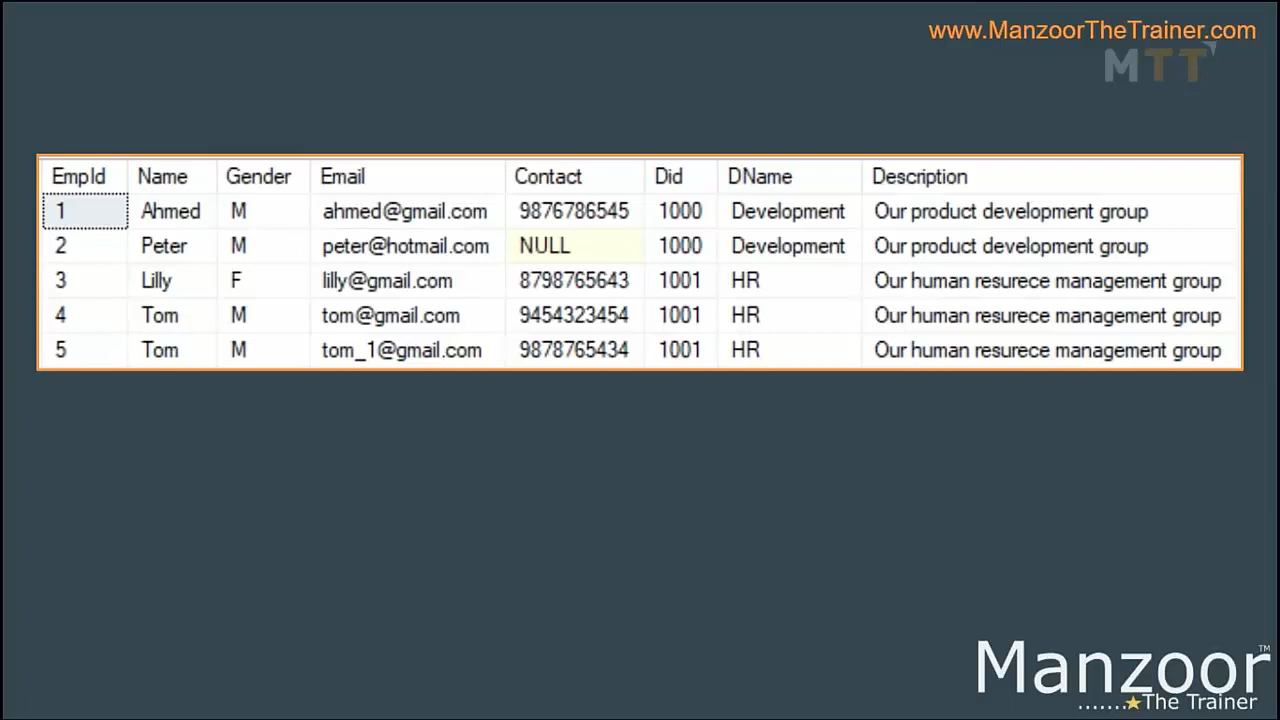 www.ManzoorTheTrainer.com
MTT
EmpId Name Gender Email Contact Did DName Description
1 Ahmed M ahmed@gmail.com 9876786545 1000 Development Our product development group
2 Peter M peter@hotmail.com NULL 1000 Development Our product development group
3 Lilly F lilly@gmail.com 8798765643 1001 HR Our human resurece management group
4 Tom M tom@gmail.com 9454323454 1001 HR Our human resurece management group
5 Tom M tom_1@gmail.com 9878765434 1001 HR Our human resurece management group
Manzoor™
.......★The Trainer